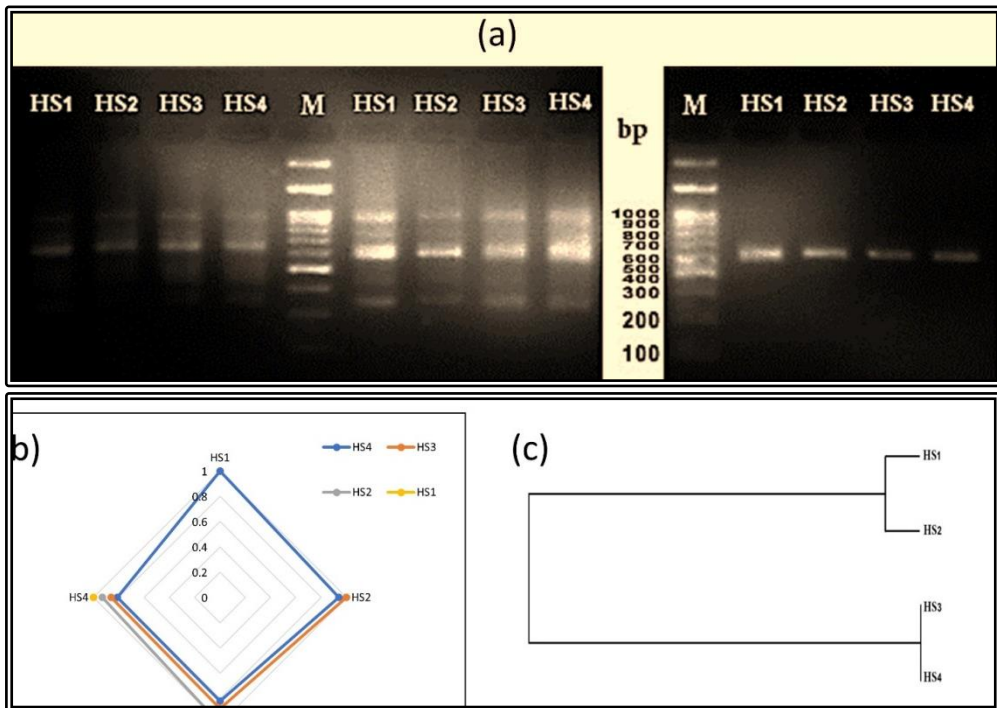 (a)
HS1 HS2 HS3 HS4 M HS1 HS2 HS3 HS4 bp M HS1 HS2 HS3 HS4
1000
900
800
700
600
500
400
300
200
100
b)
HS4 HS3
HS2 HS1
HS1
1
0.8
0.6
0.4
0.2
HS4 0 HS2
(c)
HS1
HS2
HS3
HS4